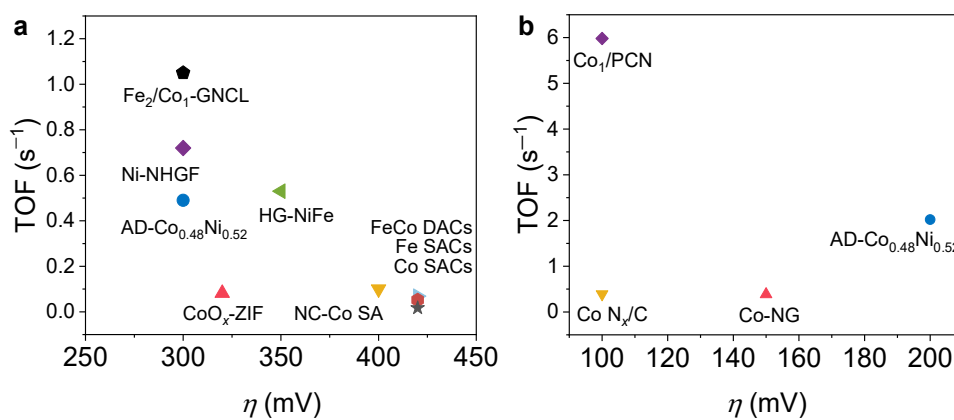 a
TOF (s⁻¹)
1.2
1.0
0.8
0.6
0.4
0.2
0.0
Fe₂/Co₁-GNCL
Ni-NHGF
AD-Co₀.₄₈Ni₀.₅₂
HG-NiFe
FeCo DACs
Fe SACs
Co SACs
CoOₓ-ZIF
NC-Co SA
250 300 350 400 450
η (mV)
b
TOF (s⁻¹)
6
5
4
3
2
1
0
Co₁/PCN
AD-Co₀.₄₈Ni₀.₅₂
Co Nₓ/C
Co-NG
100 120 140 160 180 200
η (mV)